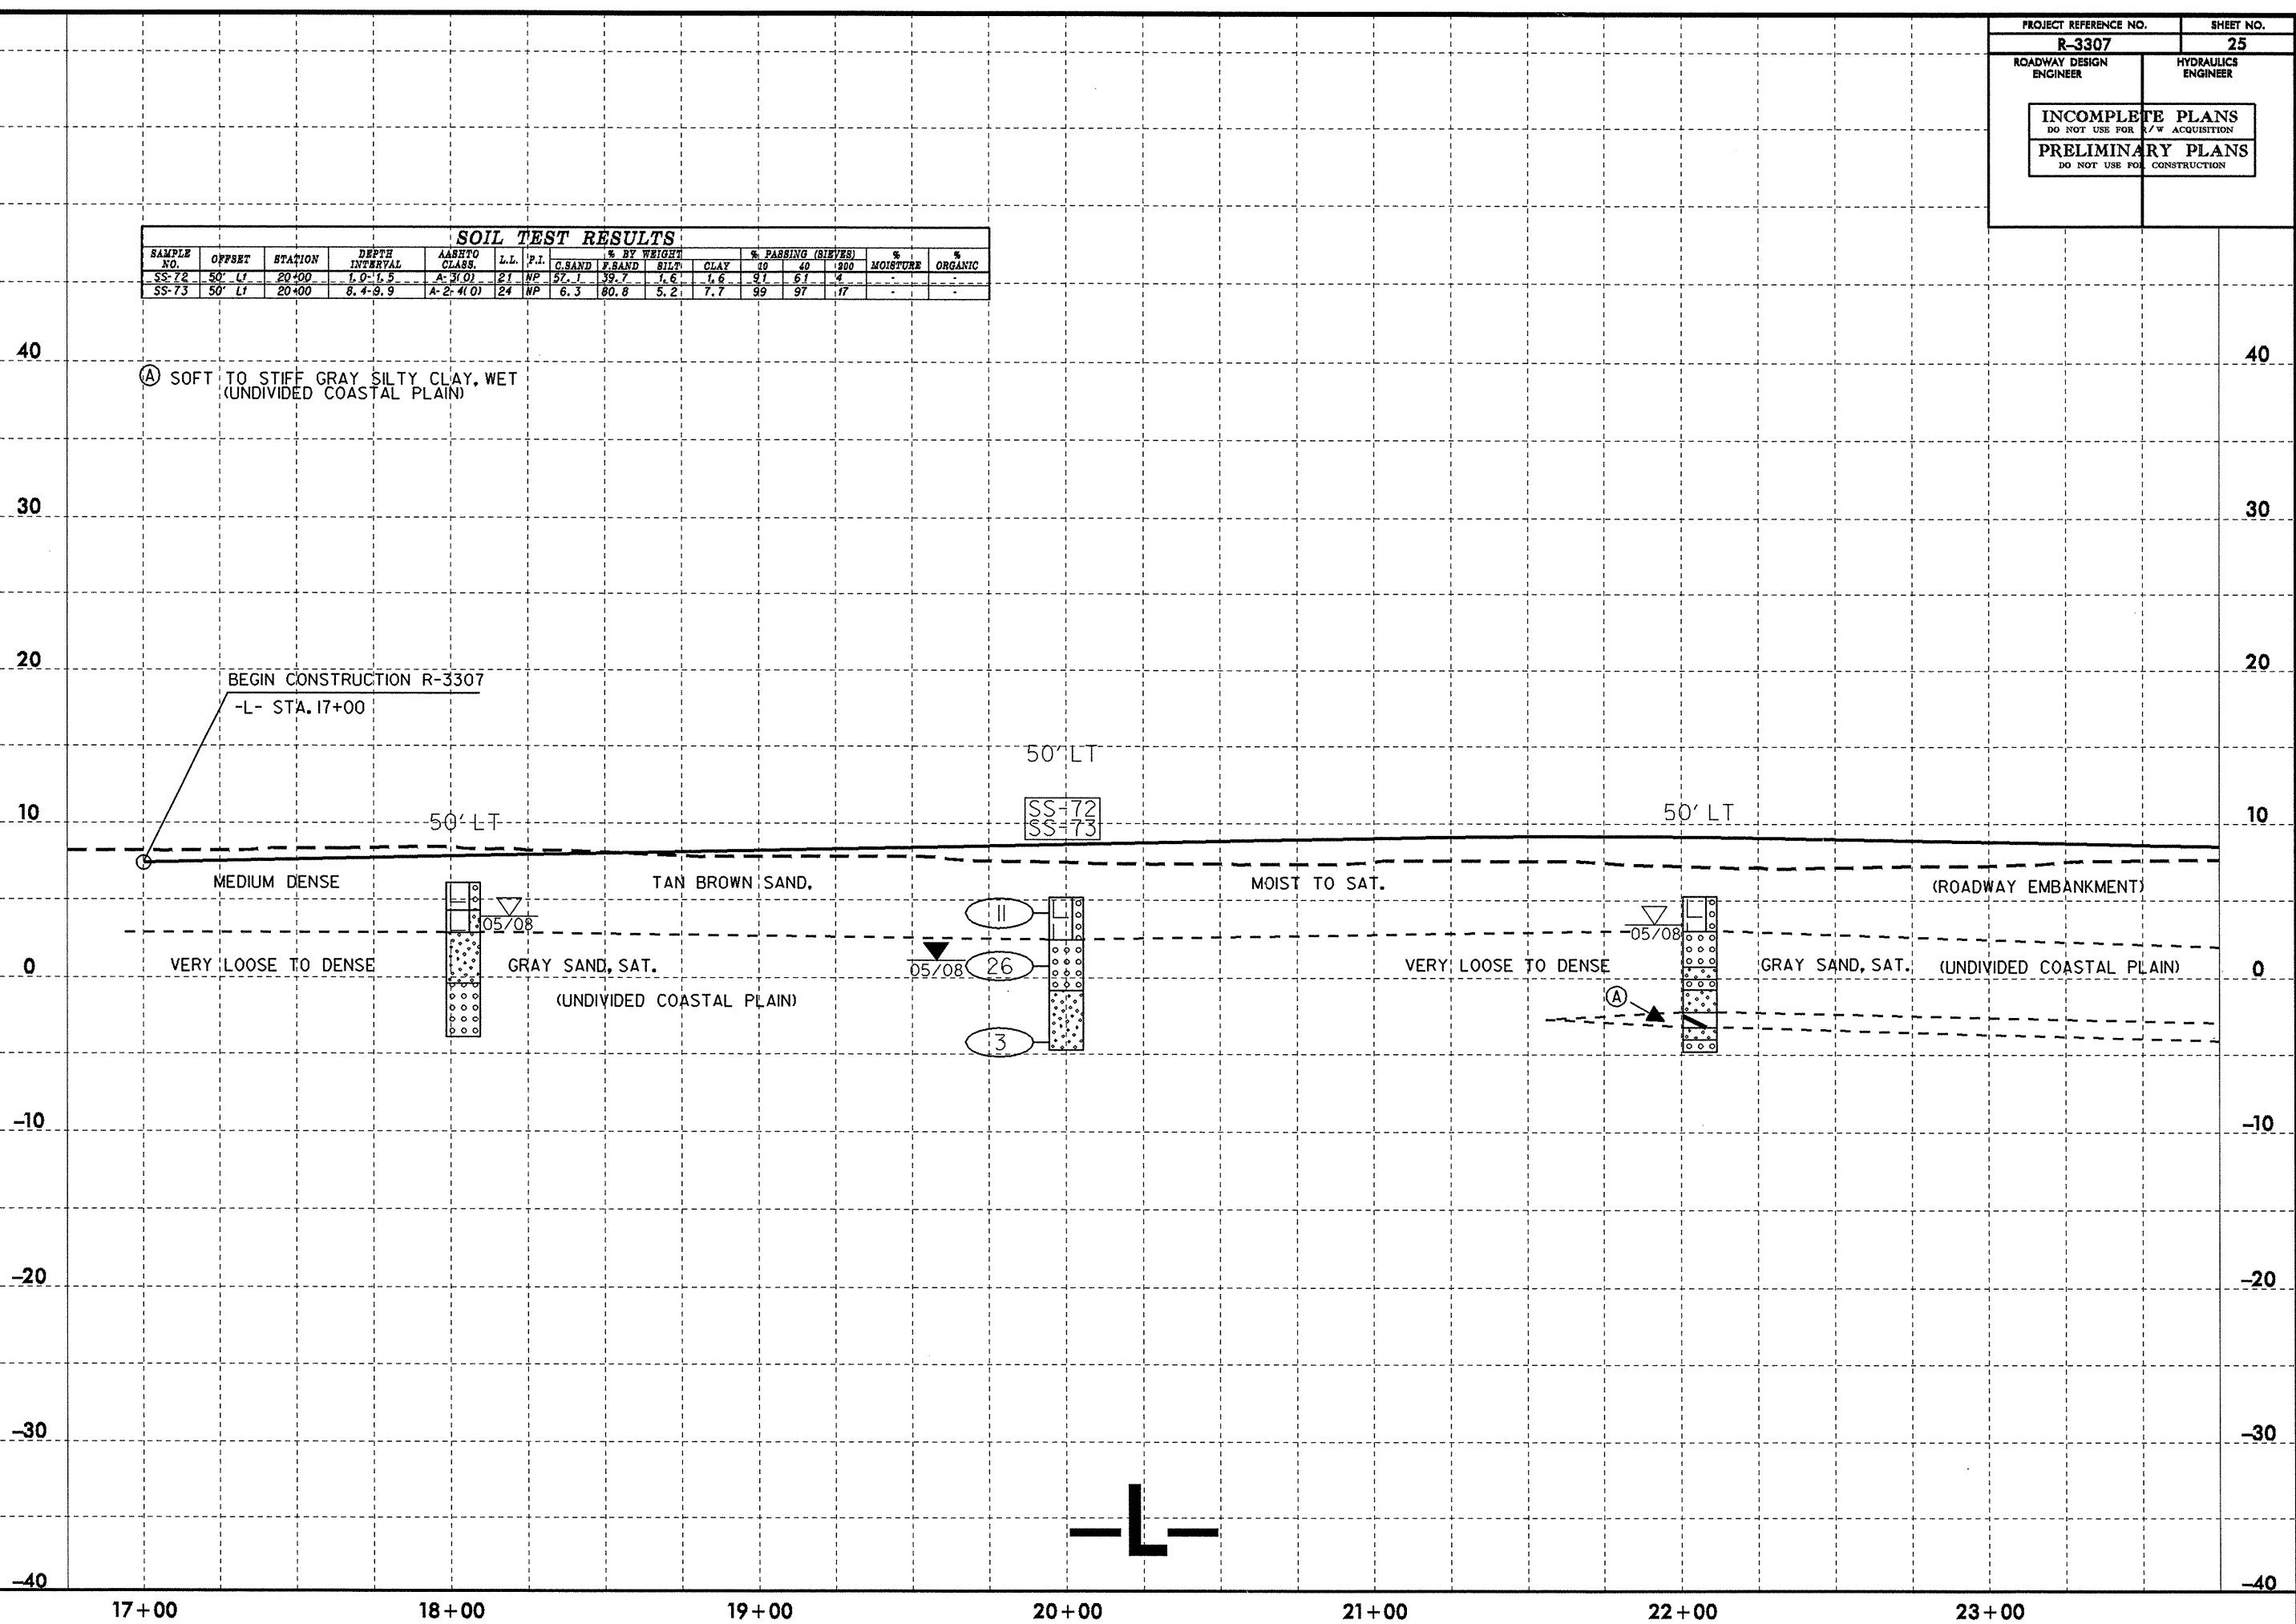 PROJECT REFERENCE NO. SHEET NO.
R-3307 25
ROADWAY DESIGN ENGINEER HYDRAULICS ENGINEER
INCOMPLETE PLANS
DO NOT USE FOR R/W ACQUISITION
PRELIMINARY PLANS
DO NOT USE FOR CONSTRUCTION
SOIL TEST RESULTS
SAMPLE NO. OFFSET STATION DEPTH INTERVAL AASHTO CLASS. L.L. P.I. % BY WEIGHT C.SAND F.SAND SILT CLAY % PASSING (SIEVES) 10 40 200 % MOISTURE % ORGANIC
SS-72 50' Lt 20+00 1.0-1.5 A-3(0) 21 NP 57.1 39.7 1.6 1.6 91 61 4 - -
SS-73 50' Lt 20+00 8.4-9.9 A-2-4(0) 24 NP 6.3 80.8 5.2 7.7 99 97 17 - -
40 40
A SOFT TO STIFF GRAY SILTY CLAY, WET
(UNDIVIDED COASTAL PLAIN)
30 30
20 20
BEGIN CONSTRUCTION R-3307
-L- STA. 17+00
50' LT
10 10
50' LT
SS-72
SS-73
50' LT
MEDIUM DENSE TAN BROWN SAND, MOIST TO SAT. (ROADWAY EMBANKMENT)
05/08 11 05/08
0 VERY LOOSE TO DENSE GRAY SAND, SAT. 05/08 26 VERY LOOSE TO DENSE GRAY SAND, SAT. (UNDIVIDED COASTAL PLAIN) 0
(UNDIVIDED COASTAL PLAIN) A
3
-10 -10
-20 -20
-30 -30
-L-
-40 -40
17+00 18+00 19+00 20+00 21+00 22+00 23+00